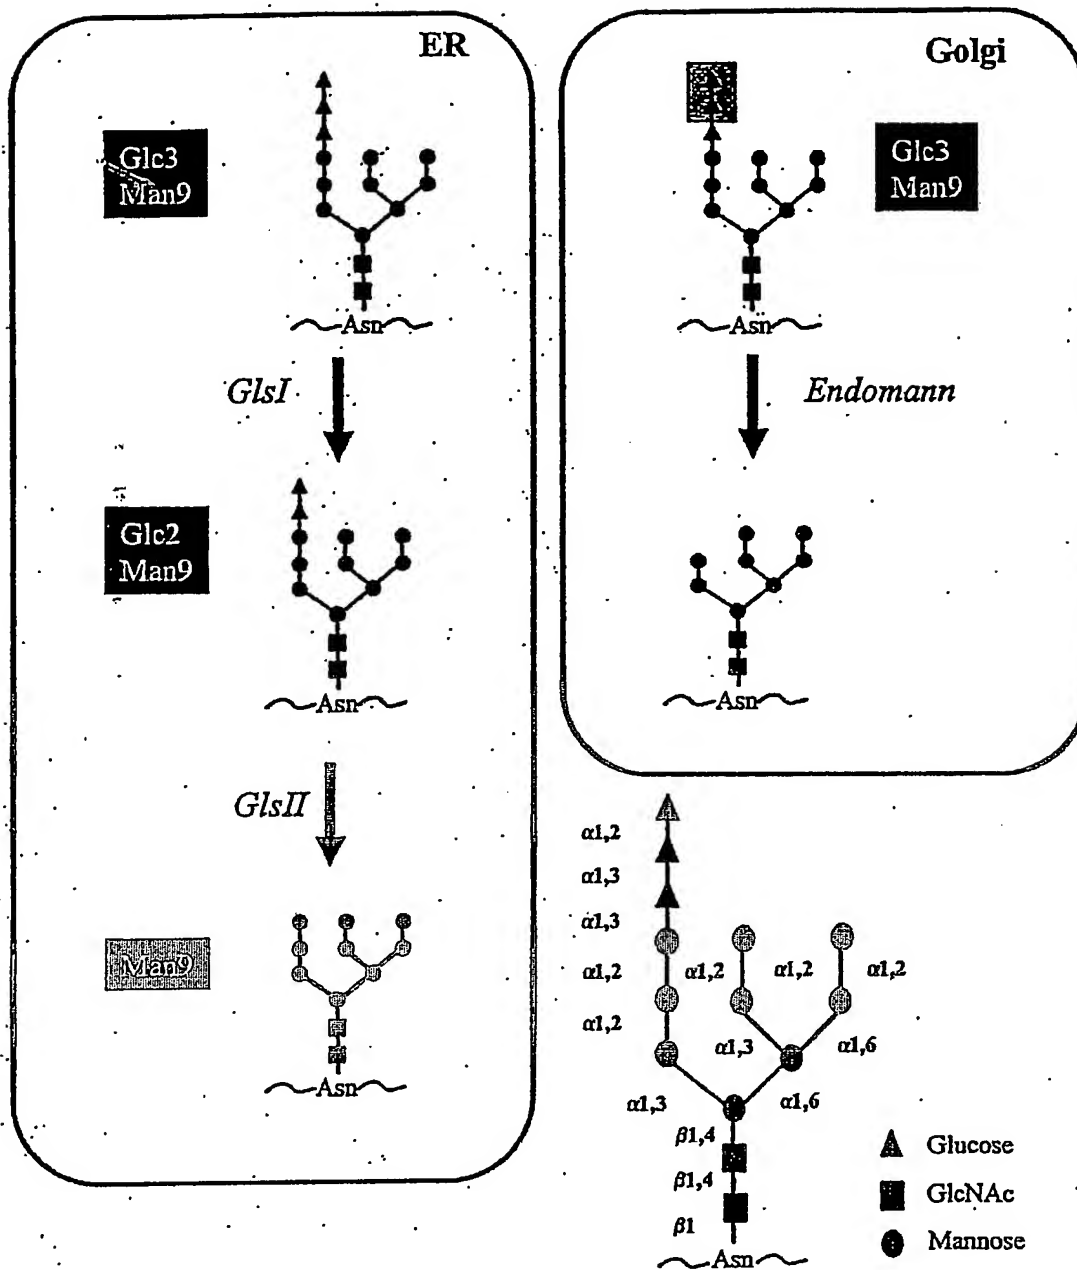 ER
Glc3
Man9
Asn
GlsI
Glc2
Man9
Asn
GlsII
Man9
Asn
Golgi
Glc3
Man9
Asn
Endomann
Asn
α1,2
α1,3
α1,3
α1,2 α1,2 α1,2 α1,2
α1,2
α1,3 α1,6
α1,3 α1,6
β1,4
β1,4
β1
Asn
Glucose
GlcNAc
Mannose